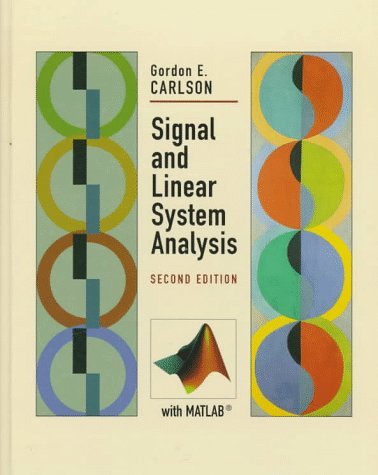 Gordon E.
CARLSON
Signal
and
Linear
System
Analysis
SECOND EDITION
with MATLAB®